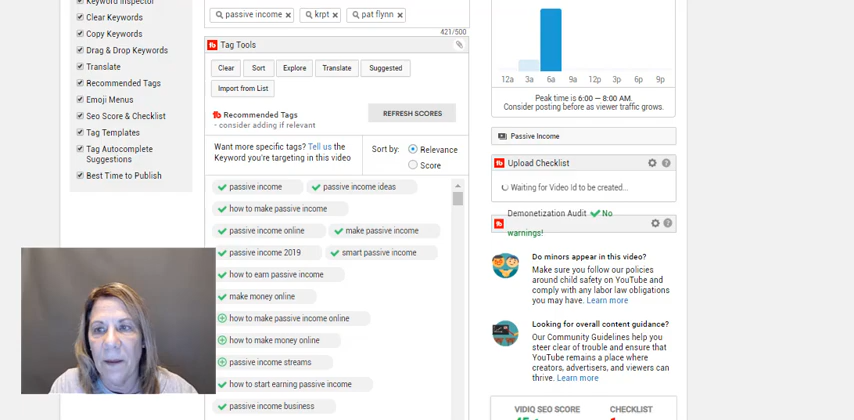 Keyword Inspector
Clear Keywords
Copy Keywords
Drag & Drop Keywords
Translate
Recommended Tags
Emoji Menus
Seo Score & Checklist
Tag Templates
Tag Autocomplete
Suggestions
Best Time to Publish
passive income krpt pat flynn
421/500
Tag Tools
Clear Sort Explore Translate Suggested
Import from List
Recommended Tags
- consider adding if relevant
REFRESH SCORES
Want more specific tags? Tell us the
Keyword you're targeting in this video
Sort by: Relevance
Score
passive income passive income ideas
how to make passive income
passive income online make passive income
passive income 2019 smart passive income
how to earn passive income
make money online
how to make passive income online
how to make money online
passive income streams
how to start earning passive income
passive income business
12a 3a 6a 9a 12p 3p 6p 9p
Peak time is 6:00 – 8:00 AM.
Consider posting before as viewer traffic grows.
Passive Income
Upload Checklist
Waiting for Video Id to be created...
Demonetization Audit No
warnings!
Do minors appear in this video?
Make sure you follow our policies
around child safety on YouTube and
comply with any labor law obligations
you may have. Learn more
Looking for overall content guidance?
Our Community Guidelines help you
steer clear of trouble and ensure that
YouTube remains a place where
creators, advertisers, and viewers can
thrive. Learn more
VIDIQ SEO SCORE CHECKLIST